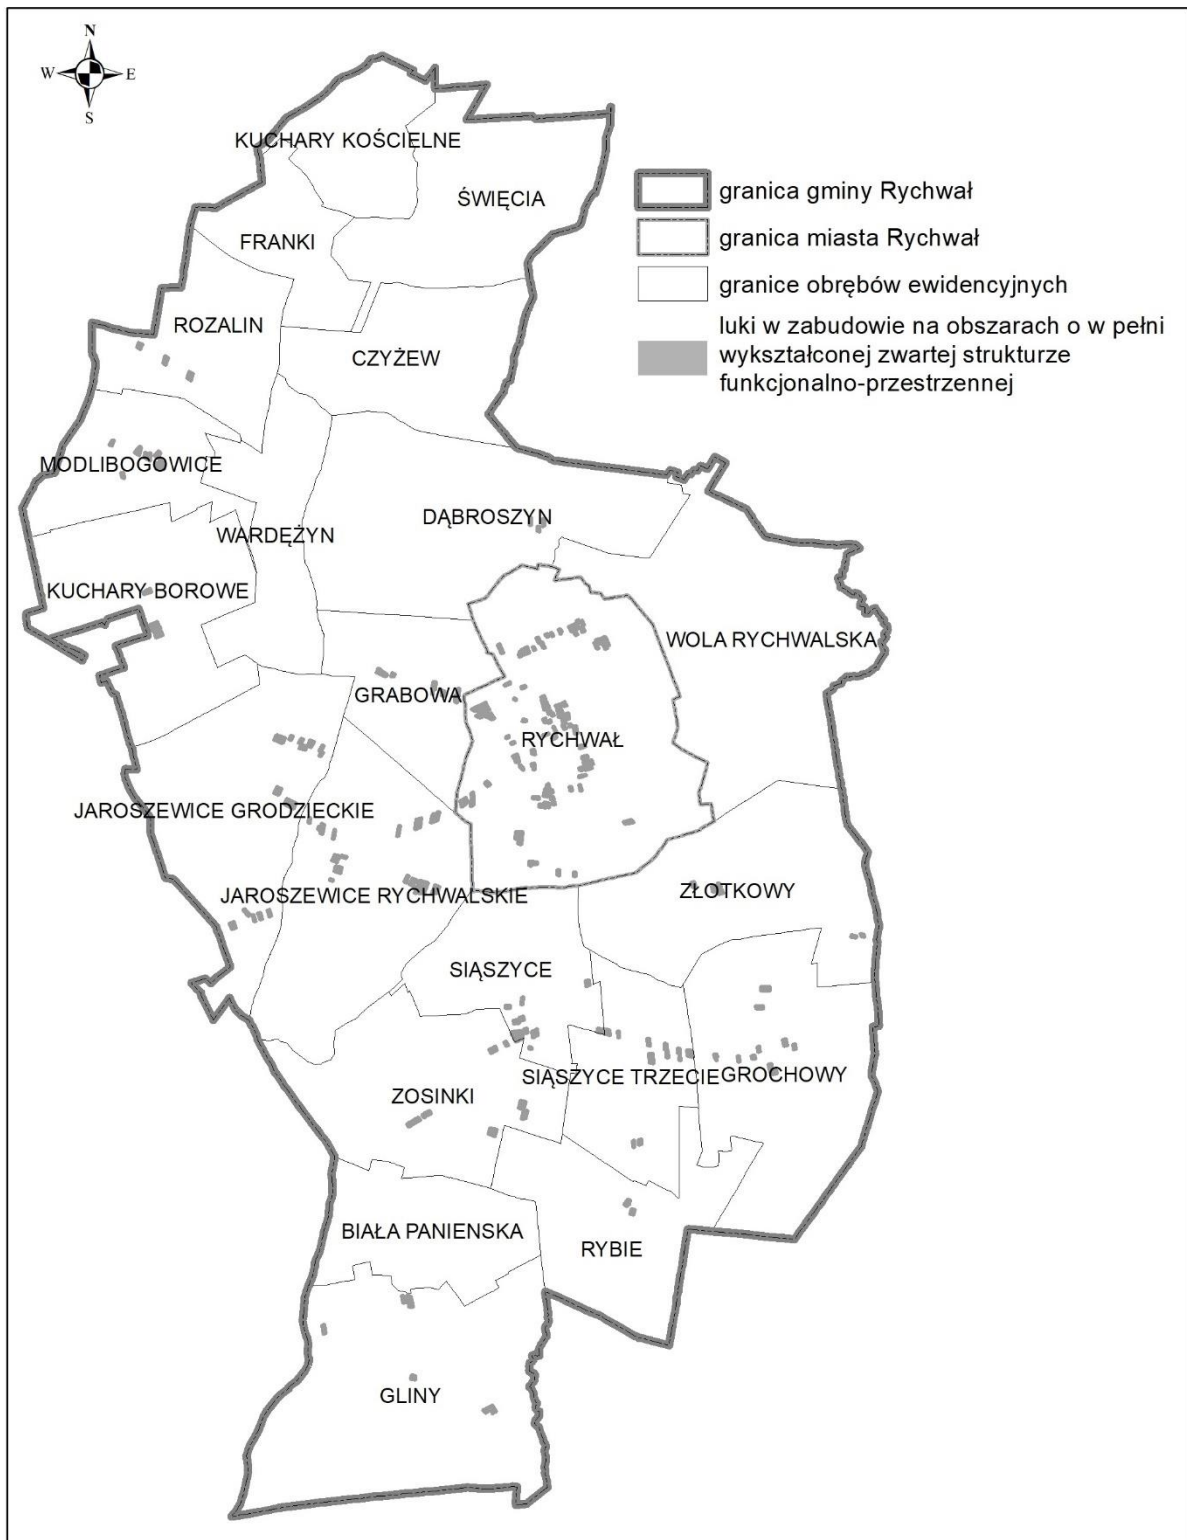 N
W E
S
KUCHARY KOŚCIELNE
ŚWIĘCIA
granica gminy Rychwał
granica miasta Rychwał
granice obrębów ewidencyjnych
luki w zabudowie na obszarach o w pełni
wykształconej zwartej strukturze
funkcjonalno-przestrzennej
FRANKI
ROZALIN
CZYŻEW
MODLIBOGOWICE
DĄBROSZYN
WARDĘŻYN
KUCHARY BOROWE
WOLA RYCHWALSKA
GRABOWA
RYCHWAŁ
JAROSZEWICE GRODZIECKIE
JAROSZEWICE RYCHWALSKIE
ZŁOTKOWY
SIĄSZYCE
SIĄSZYCE TRZECIE
GROCHOWY
ZOSINKI
BIAŁA PANIENSKA
RYBIE
GLINY